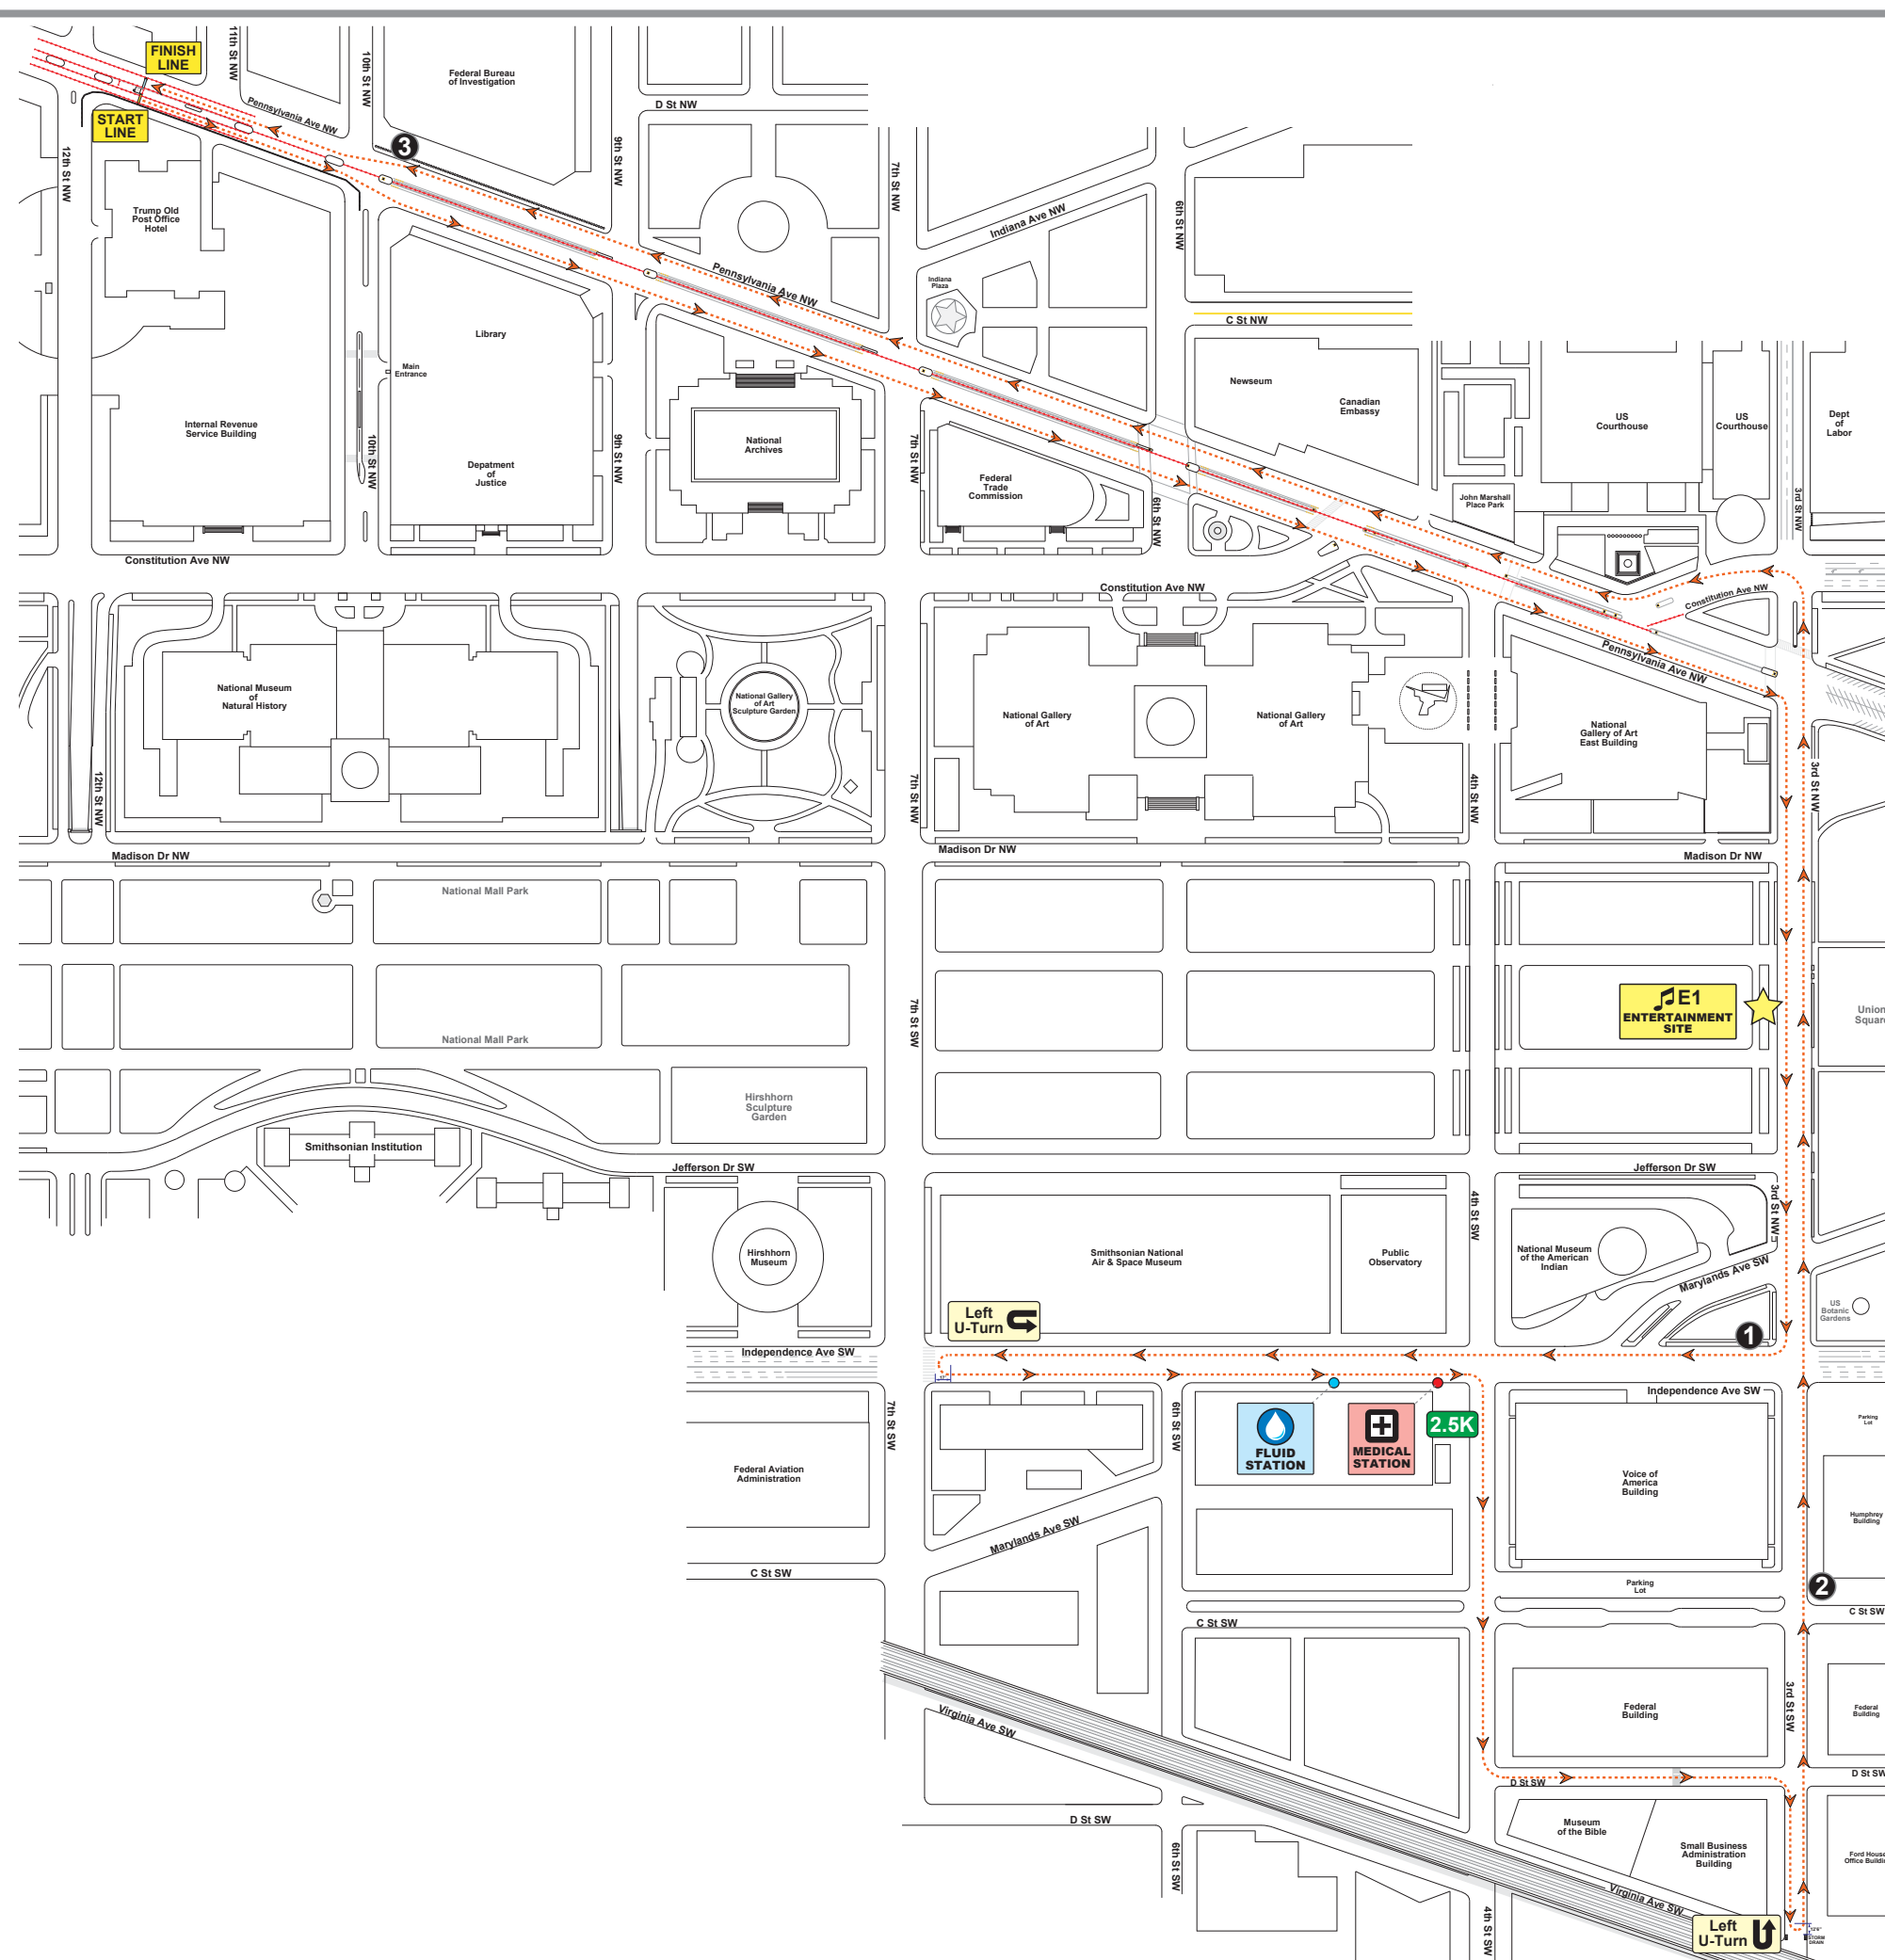 FINISH
LINE
11th St NW
10th St NW
Federal Bureau
of Investigation
START
LINE
Pennsylvania Ave NW
D St NW
3
12th St NW
9th St NW
7th St NW
6th St NW
Trump Old
Post Office
Hotel
Indiana Ave NW
Pennsylvania Ave NW
Indiana
Plaza
C St NW
Library
Main
Entrance
Newseum
Canadian
Embassy
US
Courthouse
US
Courthouse
Dept
of
Labor
Internal Revenue
Service Building
10th St NW
Depatment
of
Justice
9th St NW
National
Archives
7th St NW
Federal
Trade
Commission
6th St NW
John Marshall
Place Park
3rd St NW
Constitution Ave NW
Constitution Ave NW
Constitution Ave NW
Pennsylvania Ave NW
National Museum
of
Natural History
National Gallery
of Art
Sculpture Garden
National Gallery
of Art
National Gallery
of Art
National
Gallery of Art
East Building
12th St NW
7th St NW
4th St NW
3rd St NW
Madison Dr NW
Madison Dr NW
Madison Dr NW
National Mall Park
E1
ENTERTAINMENT
SITE
Union
Square
7th St SW
National Mall Park
Hirshhorn
Sculpture
Garden
Smithsonian Institution
Jefferson Dr SW
Jefferson Dr SW
Hirshhorn
Museum
Smithsonian National
Air & Space Museum
Public
Observatory
4th St SW
National Museum
of the American
Indian
3rd St NW
Marylands Ave SW
US
Botanic
Gardens
Left
U-Turn
1
Independence Ave SW
Independence Ave SW
7th St SW
6th St SW
FLUID
STATION
MEDICAL
STATION
2.5K
Parking
Lot
Federal Aviation
Administration
Voice of
America
Building
Humphrey
Building
Marylands Ave SW
C St SW
Parking
Lot
2
C St SW
C St SW
Virginia Ave SW
Federal
Building
3rd St SW
Federal
Building
D St SW
D St SW
D St SW
Museum
of the Bible
Small Business
Administration
Building
Ford House
Office Buildin
6th St SW
Virginia Ave SW
4th St SW
Left
U-Turn
STORM
DRAIN